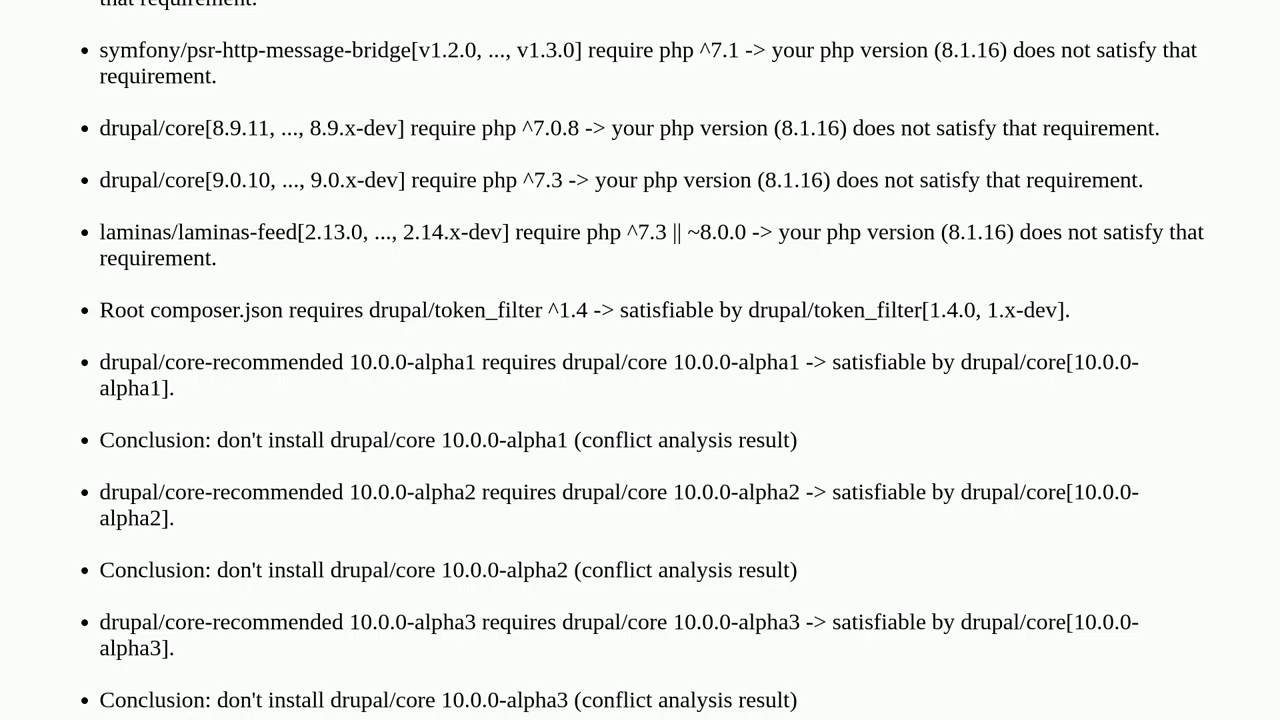 that requirement.
• symfony/psr-http-message-bridge[v1.2.0, ..., v1.3.0] require php ^7.1 -> your php version (8.1.16) does not satisfy that
requirement.
• drupal/core[8.9.11, ..., 8.9.x-dev] require php ^7.0.8 -> your php version (8.1.16) does not satisfy that requirement.
• drupal/core[9.0.10, ..., 9.0.x-dev] require php ^7.3 -> your php version (8.1.16) does not satisfy that requirement.
• laminas/laminas-feed[2.13.0, ..., 2.14.x-dev] require php ^7.3 || ~8.0.0 -> your php version (8.1.16) does not satisfy that
requirement.
• Root composer.json requires drupal/token_filter ^1.4 -> satisfiable by drupal/token_filter[1.4.0, 1.x-dev].
• drupal/core-recommended 10.0.0-alpha1 requires drupal/core 10.0.0-alpha1 -> satisfiable by drupal/core[10.0.0-
alpha1].
• Conclusion: don't install drupal/core 10.0.0-alpha1 (conflict analysis result)
• drupal/core-recommended 10.0.0-alpha2 requires drupal/core 10.0.0-alpha2 -> satisfiable by drupal/core[10.0.0-
alpha2].
• Conclusion: don't install drupal/core 10.0.0-alpha2 (conflict analysis result)
• drupal/core-recommended 10.0.0-alpha3 requires drupal/core 10.0.0-alpha3 -> satisfiable by drupal/core[10.0.0-
alpha3].
• Conclusion: don't install drupal/core 10.0.0-alpha3 (conflict analysis result)